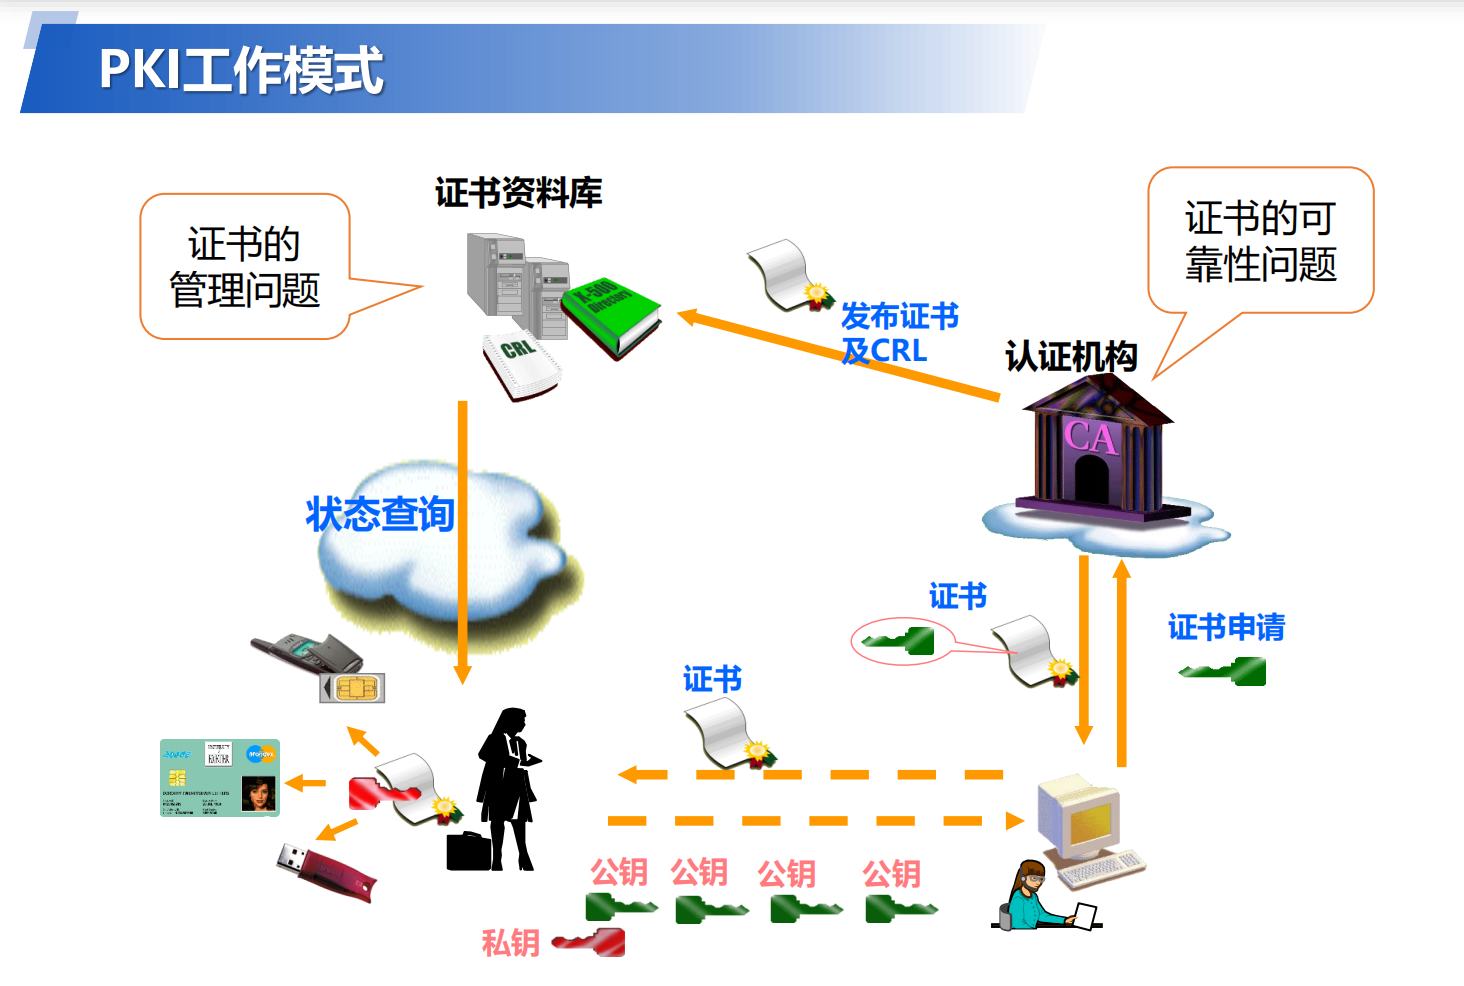 PKI工作模式
证书资料库
证书的
管理问题
证书的可
靠性问题
X-500
Directory
CRL
发布证书
及CRL
认证机构
CA
状态查询
证书
证书申请
证书
公钥 公钥 公钥 公钥
私钥